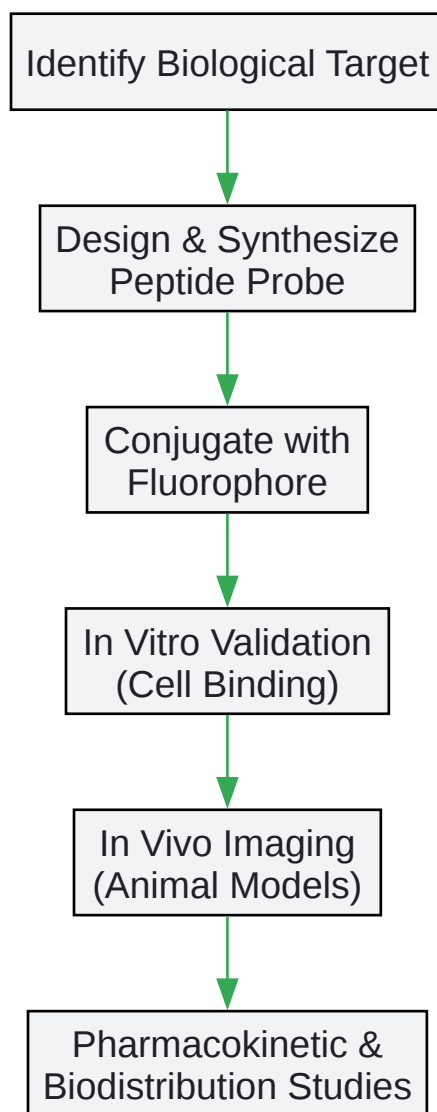 Identify Biological Target
Design & Synthesize
Peptide Probe
Conjugate with
Fluorophore
In Vitro Validation
(Cell Binding)
In Vivo Imaging
(Animal Models)
Pharmacokinetic &
Biodistribution Studies